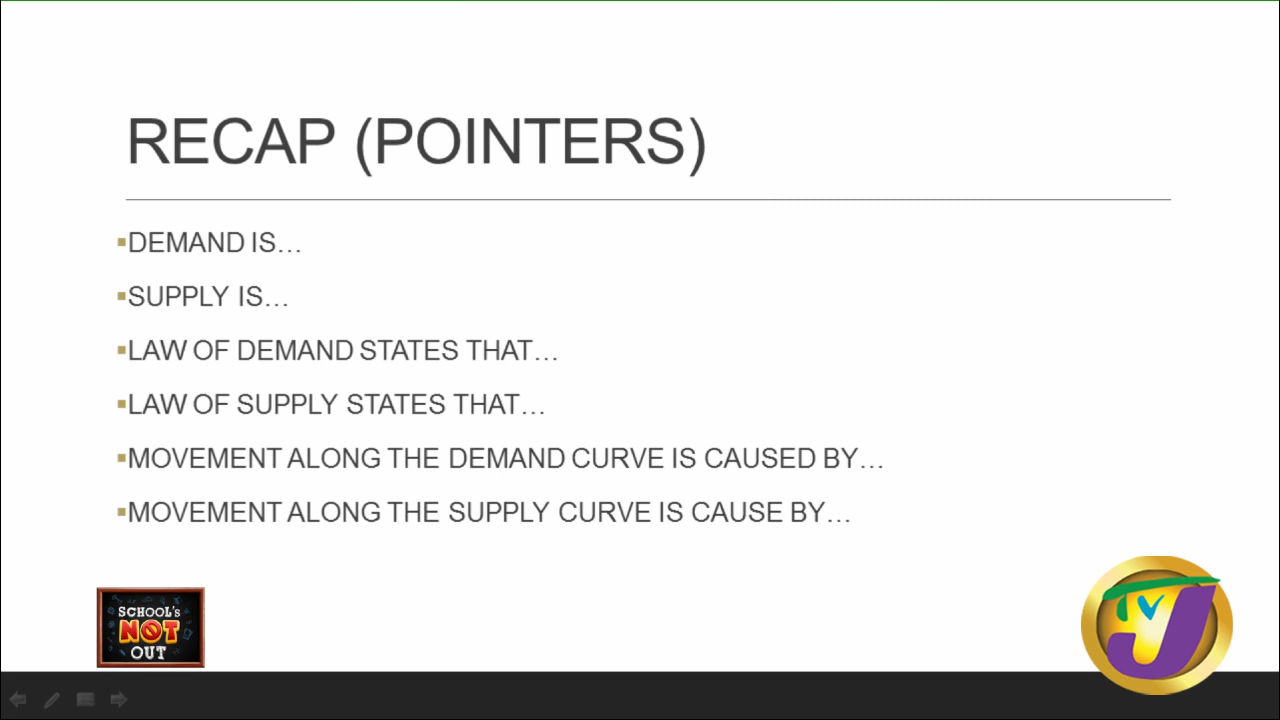 RECAP (POINTERS)
▪DEMAND IS…
▪SUPPLY IS…
▪LAW OF DEMAND STATES THAT…
▪LAW OF SUPPLY STATES THAT…
▪MOVEMENT ALONG THE DEMAND CURVE IS CAUSED BY…
▪MOVEMENT ALONG THE SUPPLY CURVE IS CAUSE BY…
SCHOOL'S
NOT
OUT
TVJ